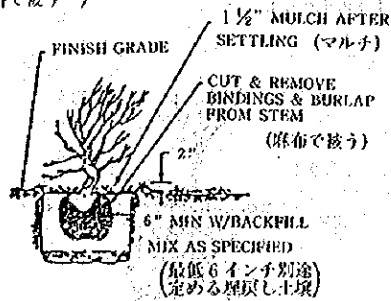 1 ½" MULCH AFTER
SETTLING (マルチ)
FINISH GRADE
CUT & REMOVE
BINDINGS & BURLAP
FROM STEM
(麻布で被う)
2"
6" MIN W/BACKFILL
MIX AS SPECIFIED
(最低6インチ別途
定める埋戻し土壌)